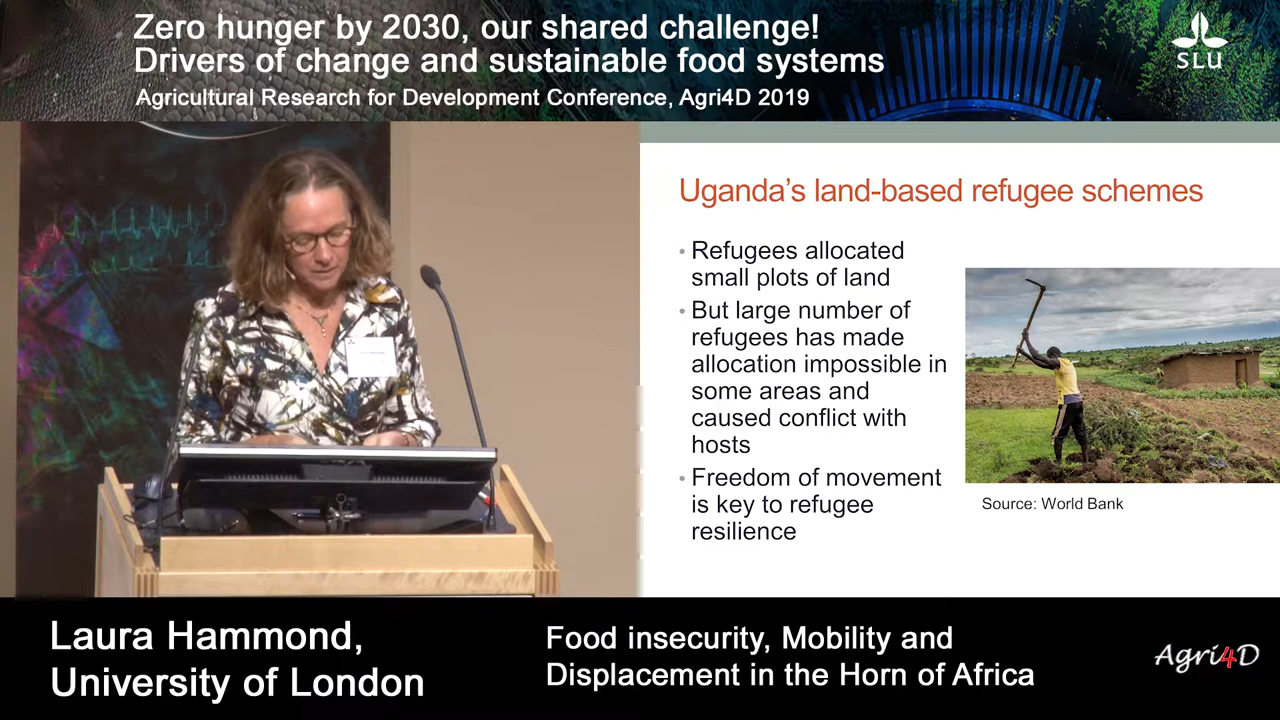 Zero hunger by 2030, our shared challenge!
Drivers of change and sustainable food systems
Agricultural Research for Development Conference, Agri4D 2019
SLU
Uganda's land-based refugee schemes
• Refugees allocated
small plots of land
• But large number of
refugees has made
allocation impossible in
some areas and
caused conflict with
hosts
• Freedom of movement
is key to refugee
resilience
Source: World Bank
Laura Hammond,
University of London
Food insecurity, Mobility and
Displacement in the Horn of Africa
Agri4D